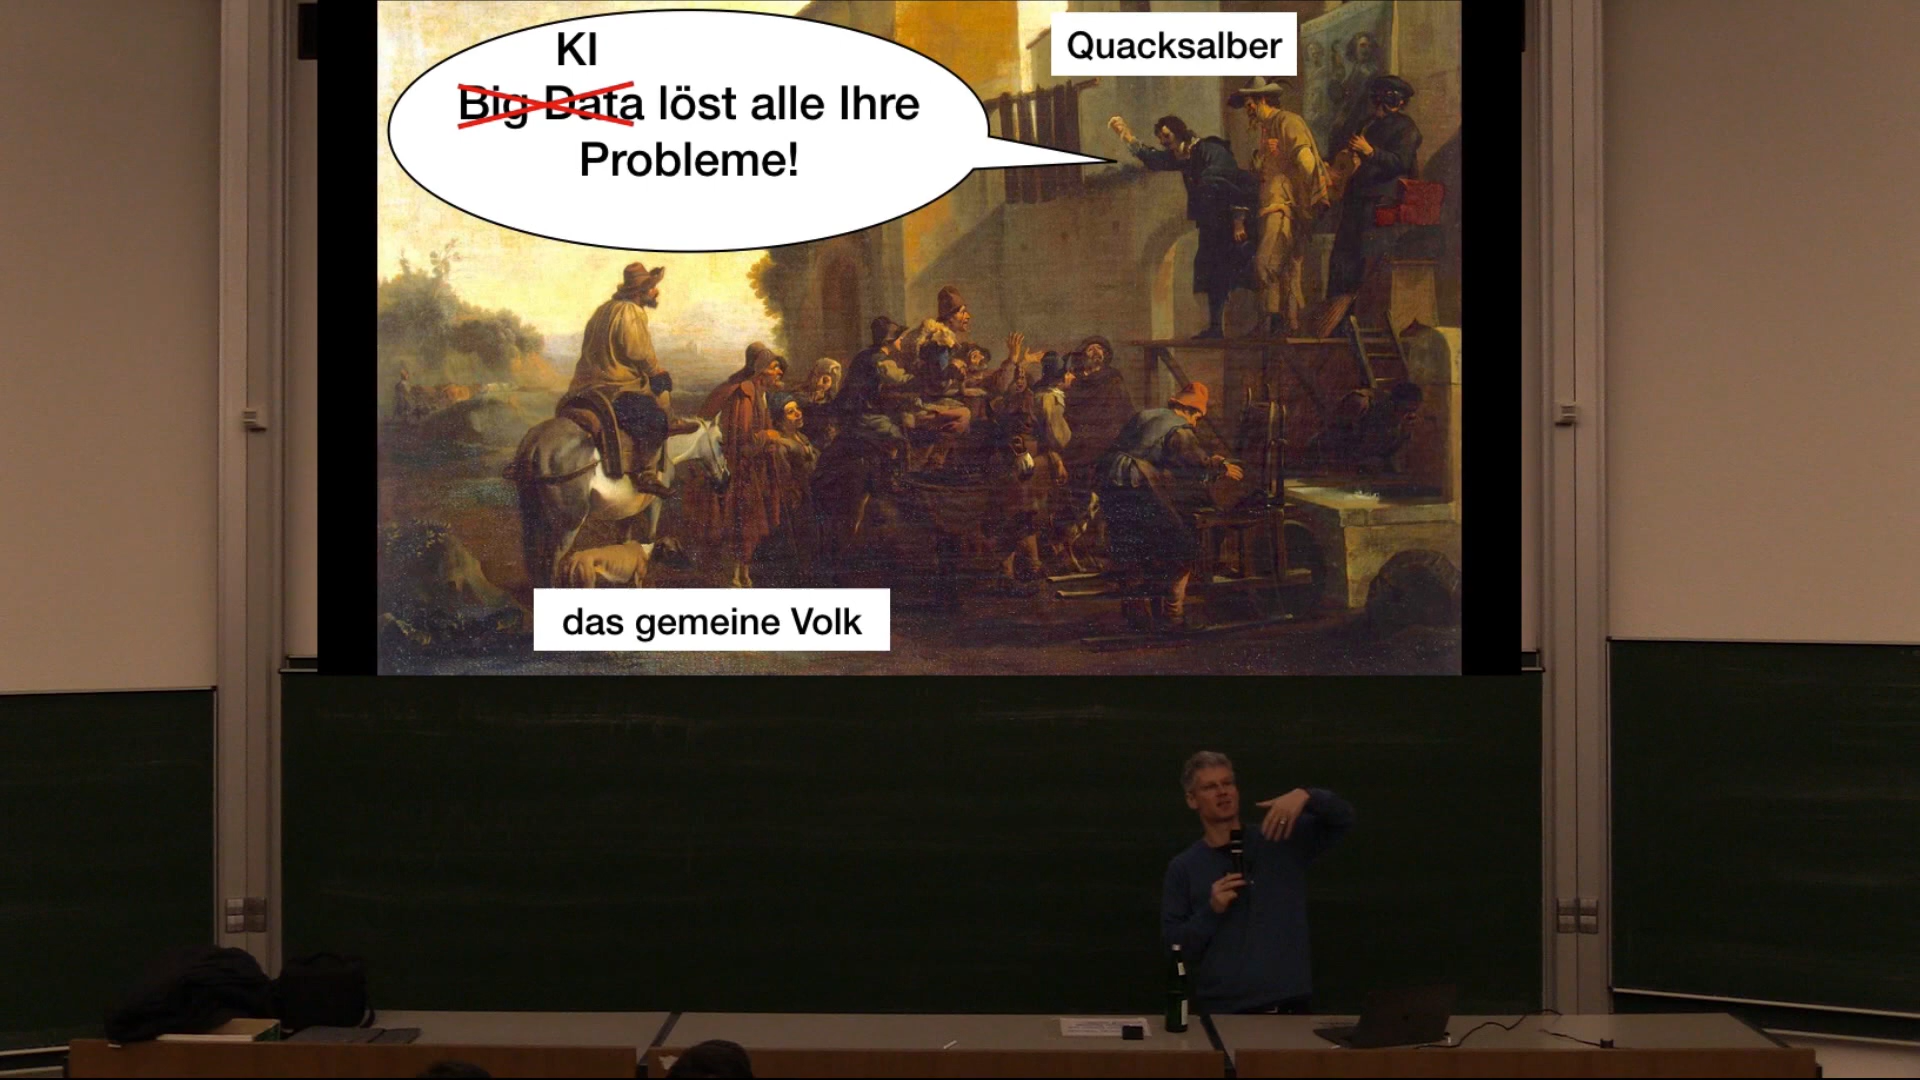 KI
Big Data löst alle Ihre
Probleme!
Quacksalber
das gemeine Volk